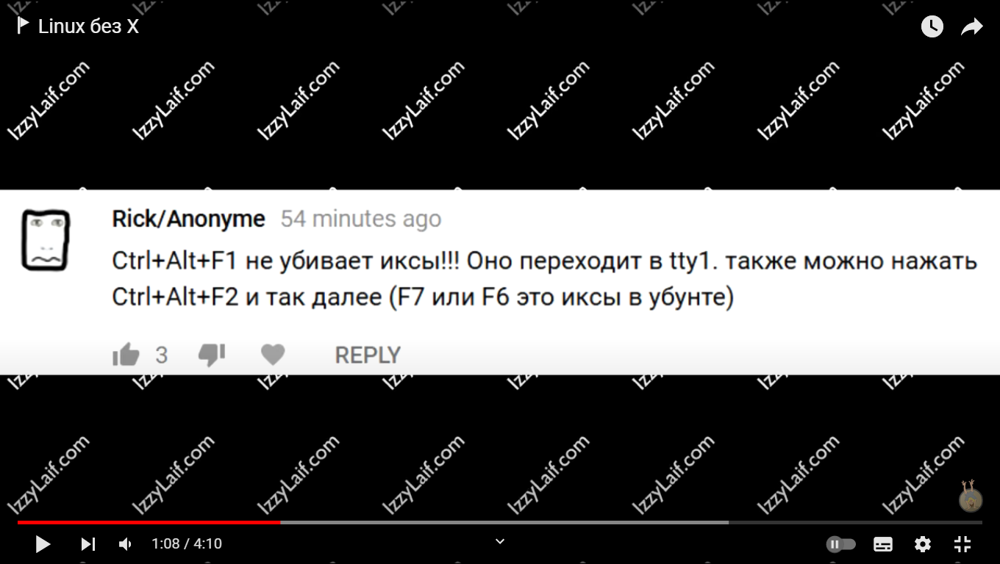 Linux без X
IzzyLaif.com IzzyLaif.com IzzyLaif.com IzzyLaif.com IzzyLaif.com IzzyLaif.com IzzyLaif.com IzzyLaif.com
Rick/Anonyme 54 minutes ago
Ctrl+Alt+F1 не убивает иксы!!! Оно переходит в tty1. также можно нажать
Ctrl+Alt+F2 и так далее (F7 или F6 это иксы в убунте)
3 REPLY
IzzyLaif.com IzzyLaif.com IzzyLaif.com IzzyLaif.com IzzyLaif.com IzzyLaif.com IzzyLaif.com IzzyLaif.com
1:08 / 4:10